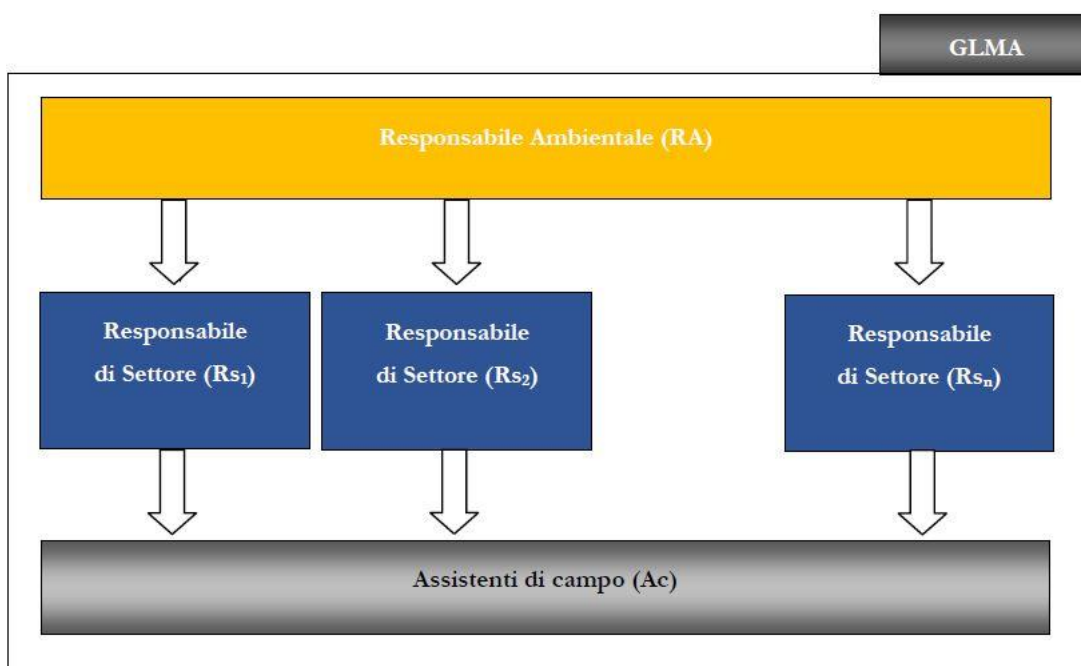 GLMA
Responsabile Ambientale (RA)
Responsabile
di Settore (Rs₁)
Responsabile
di Settore (Rs₂)
Responsabile
di Settore (Rsₙ)
Assistenti di campo (Ac)